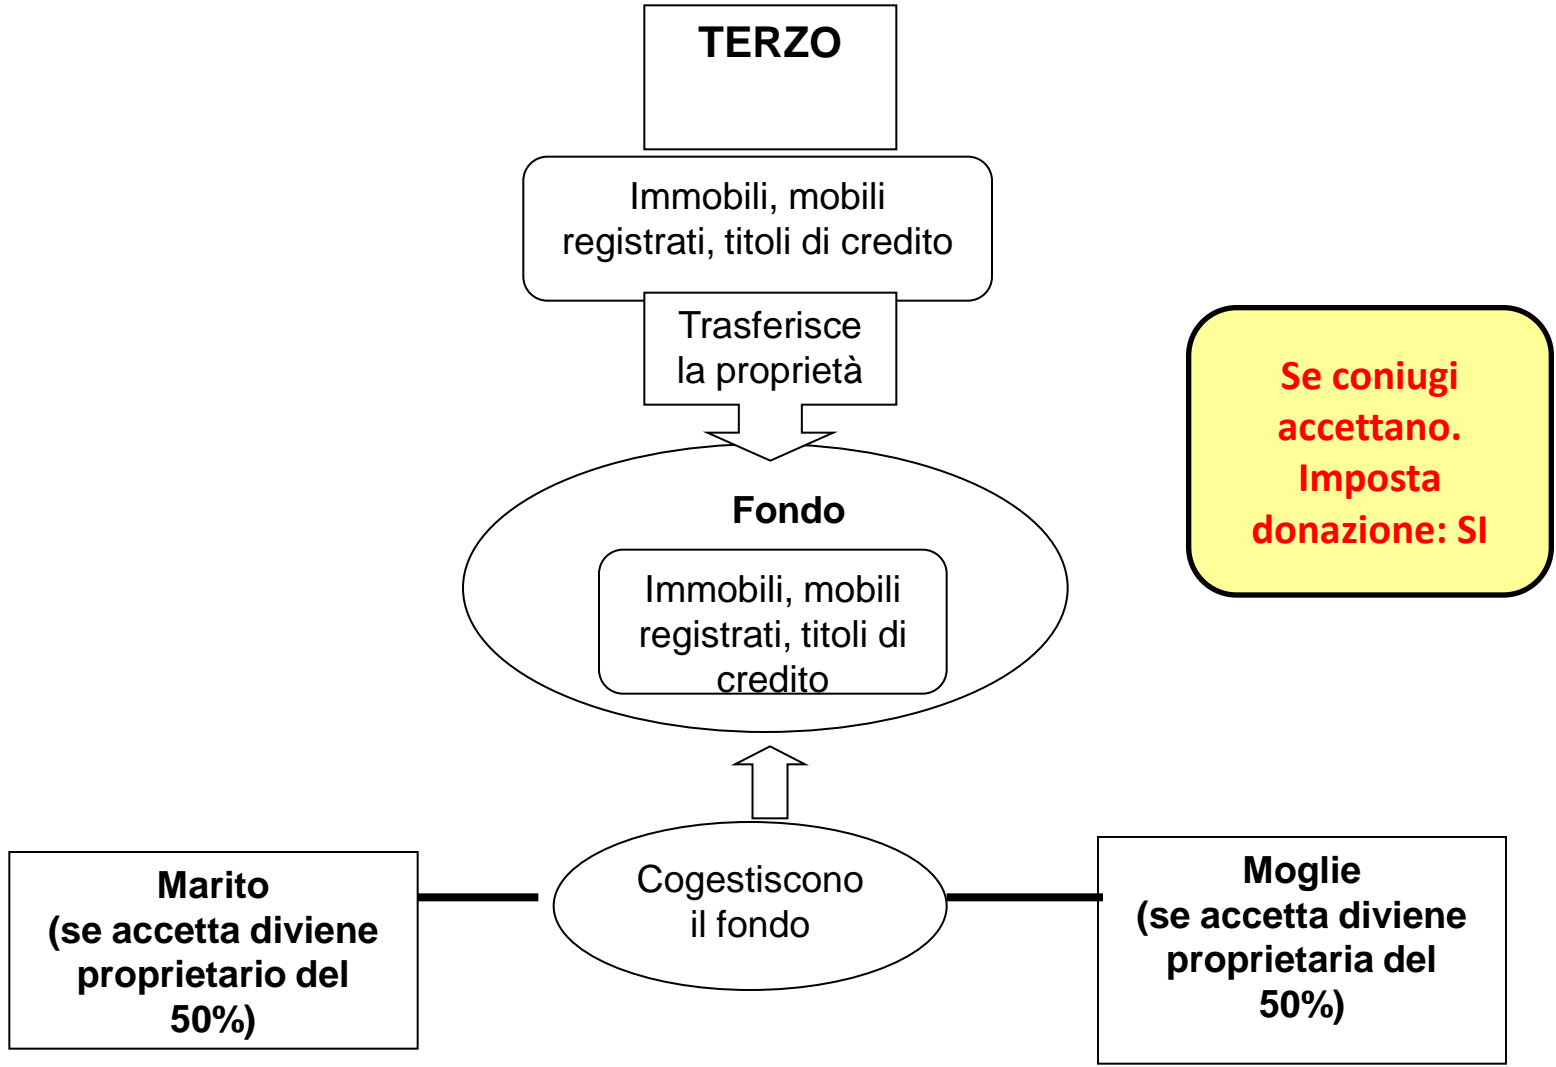 TERZO
Immobili, mobili
registrati, titoli di credito
Trasferisce
la proprietà
Se coniugi
accettano.
Imposta
donazione: SI
Fondo
Immobili, mobili
registrati, titoli di
credito
Cogestiscono
il fondo
Marito
(se accetta diviene
proprietario del
50%)
Moglie
(se accetta diviene
proprietaria del
50%)